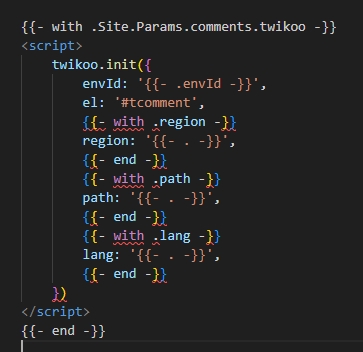 {{- with .Site.Params.comments.twikoo -}}
<script>
    twikoo.init({
        envId: '{{- .envId -}}',
        el: '#tcomment',
        {{- with .region -}}
        region: '{{- . -}}',
        {{- end -}}
        {{- with .path -}}
        path: '{{- . -}}',
        {{- end -}}
        {{- with .lang -}}
        lang: '{{- . -}}',
        {{- end -}}
    })
</script>
{{- end -}}